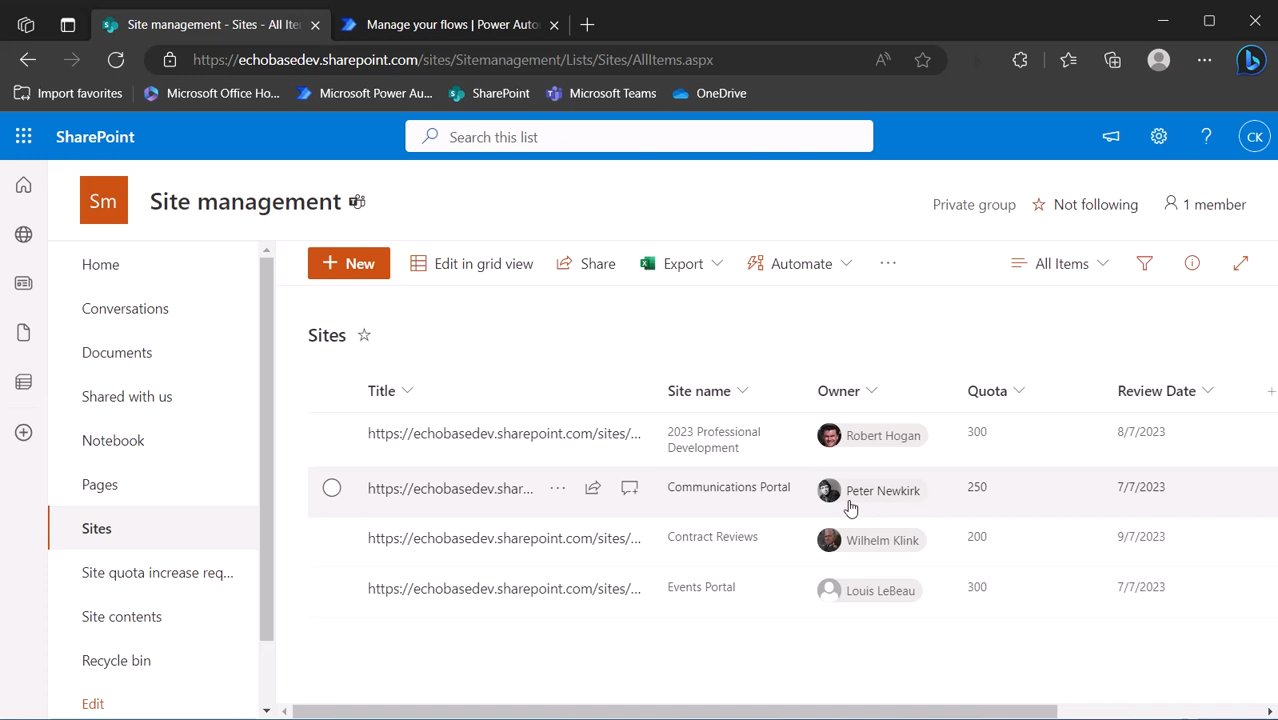 Site management - Sites - All Ite
Manage your flows | Power Auto
https://echobasedev.sharepoint.com/sites/Sitemanagement/Lists/Sites/AllItems.aspx
Import favorites
Microsoft Office Ho...
Microsoft Power Au...
SharePoint
Microsoft Teams
OneDrive
SharePoint
Search this list
CK
Sm
Site management
Private group
Not following
1 member
Home
Conversations
Documents
Shared with us
Notebook
Pages
Sites
Site quota increase req...
Site contents
Recycle bin
Edit
New
Edit in grid view
Share
Export
Automate
All Items
Sites
Title
Site name
Owner
Quota
Review Date
https://echobasedev.sharepoint.com/sites/...
2023 Professional
Development
Robert Hogan
300
8/7/2023
https://echobasedev.shar...
Communications Portal
Peter Newkirk
250
7/7/2023
https://echobasedev.sharepoint.com/sites/...
Contract Reviews
Wilhelm Klink
200
9/7/2023
https://echobasedev.sharepoint.com/sites/...
Events Portal
Louis LeBeau
300
7/7/2023